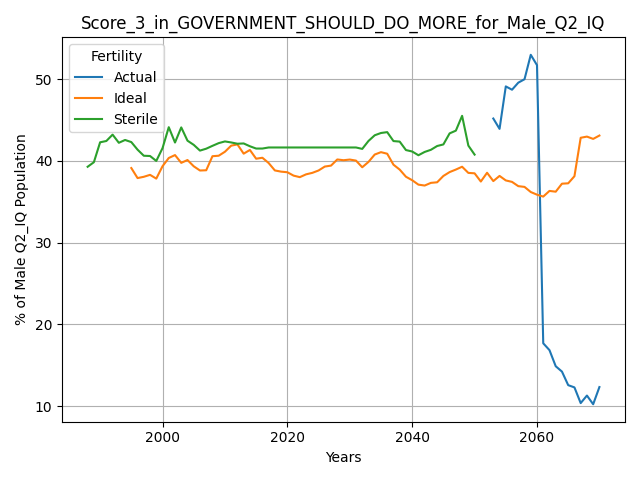 Score_3_in_GOVERNMENT_SHOULD_DO_MORE_for_Male_Q2_IQ
Fertility
Actual
Ideal
Sterile
% of Male Q2_IQ Population
50
40
30
20
10
2000
2020
2040
2060
Years